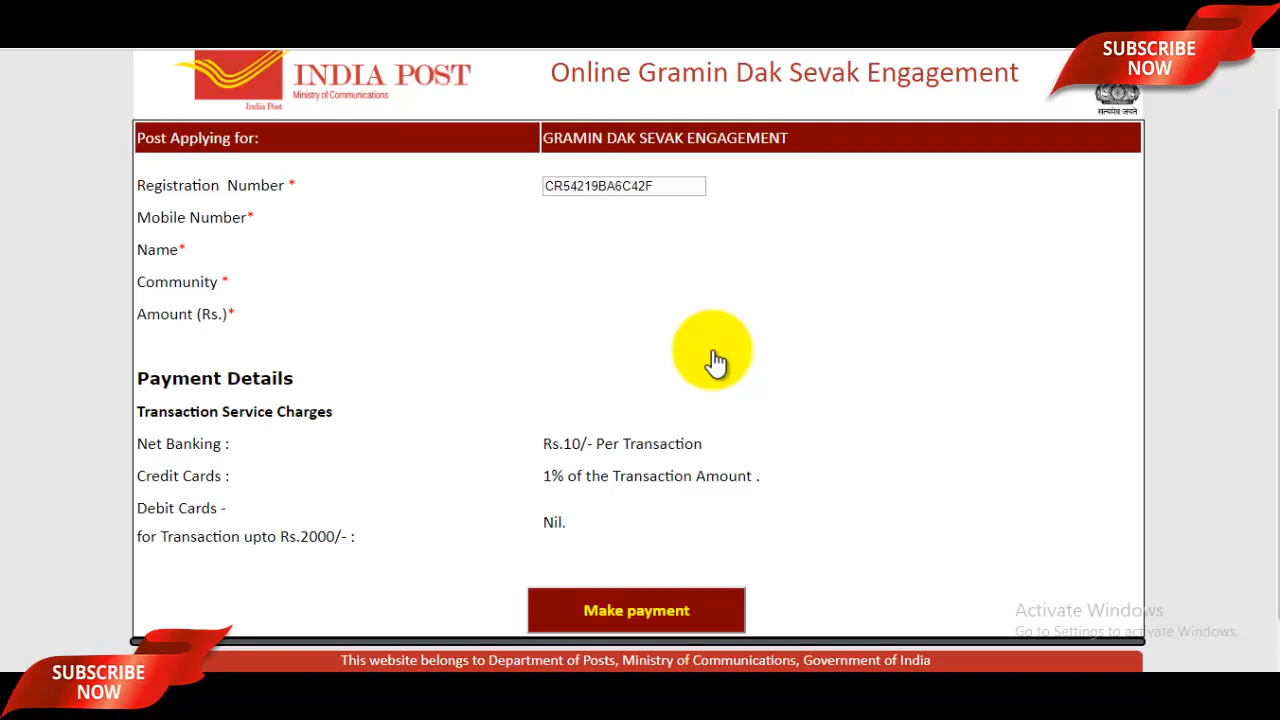 SUBSCRIBE
NOW
INDIA POST
Ministry of Communications
India Post
Online Gramin Dak Sevak Engagement
सत्यमेव जयते
Post Applying for:
GRAMIN DAK SEVAK ENGAGEMENT
Registration Number *
CR54219BA6C42F
Mobile Number*
Name*
Community *
Amount (Rs.)*
Payment Details
Transaction Service Charges
Net Banking :
Rs.10/- Per Transaction
Credit Cards :
1% of the Transaction Amount .
Debit Cards -
for Transaction upto Rs.2000/- :
Nil.
Make payment
Activate Windows
Go to Settings to activate Windows.
This website belongs to Department of Posts, Ministry of Communications, Government of India
SUBSCRIBE
NOW